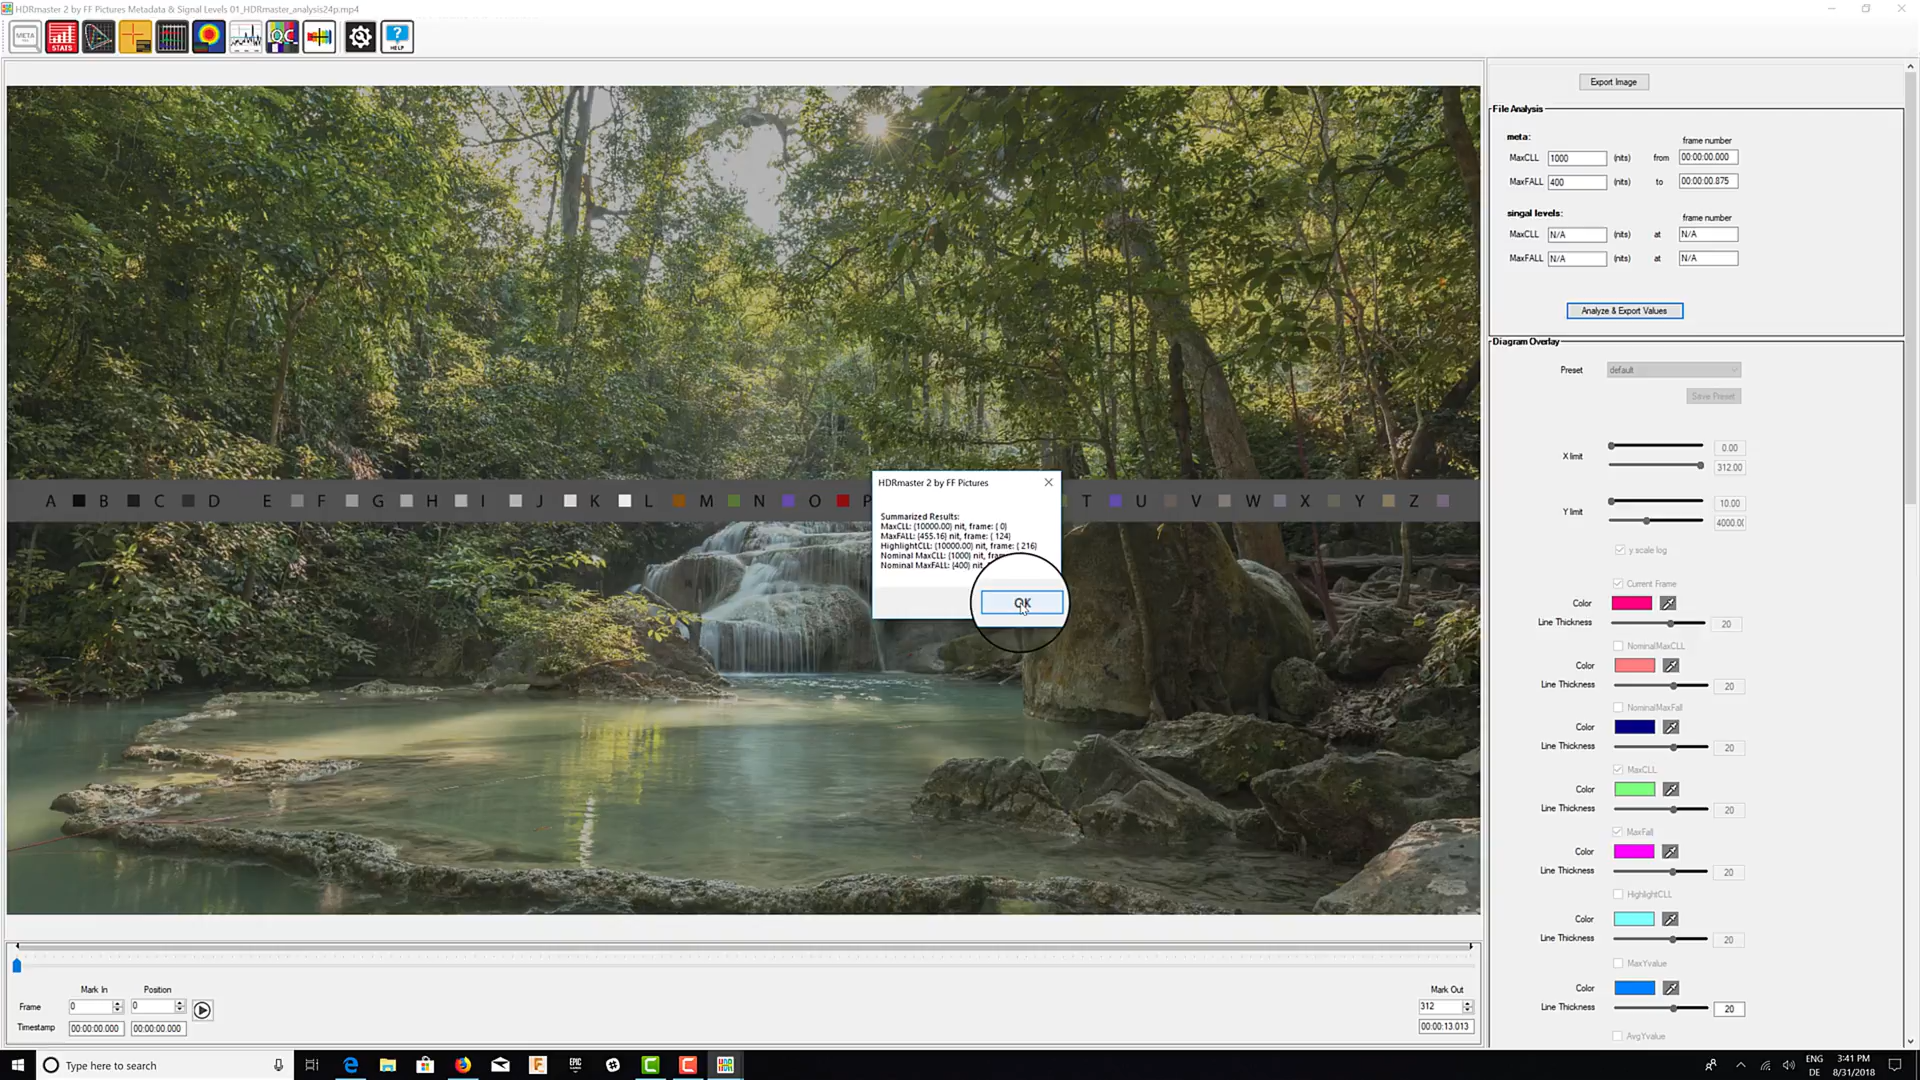 HDRmaster 2 by FF Pictures Metadata & Signal Levels 01_HDRmaster_analysis24p.mp4
META
STATS
QC
HELP
Export Image
File Analysis
meta:
frame number
MaxCLL 1000 (nits) from 00:00:00.000
MaxFALL 400 (nits) to 00:00:00.875
singal levels:
frame number
MaxCLL N/A (nits) at N/A
MaxFALL N/A (nits) at N/A
Analyze & Export Values
Diagram Overlay
Preset default
Save Preset
X limit 0.00
312.00
Y limit 10.00
4000.0(
y scale log
Current Frame
Color
Line Thickness 20
NominalMaxCLL
Color
Line Thickness 20
NominalMaxFall
Color
Line Thickness 20
MaxCLL
Color
Line Thickness 20
MaxFall
Color
Line Thickness 20
HighlightCLL
Color
Line Thickness 20
MaxYvalue
Color
Line Thickness 20
AvgYvalue
A B C D E F G H I J K L M N O P T U V W X Y Z
HDRmaster 2 by FF Pictures
Summarized Results:
MaxCLL: (10000.00) nit, frame: ( 0)
MaxFALL: (455.16) nit, frame: ( 124)
HighlightCLL: (10000.00) nit, frame: ( 216)
Nominal MaxCLL: (1000) nit,
Nominal MaxFALL: (400) nit,
OK
Mark In Position Mark Out
Frame 0 0 312
Timestamp 00:00:00.000 00:00:00.000 00:00:13.013
Type here to search
EPIC
ENG 3:41 PM
DE 8/31/2018